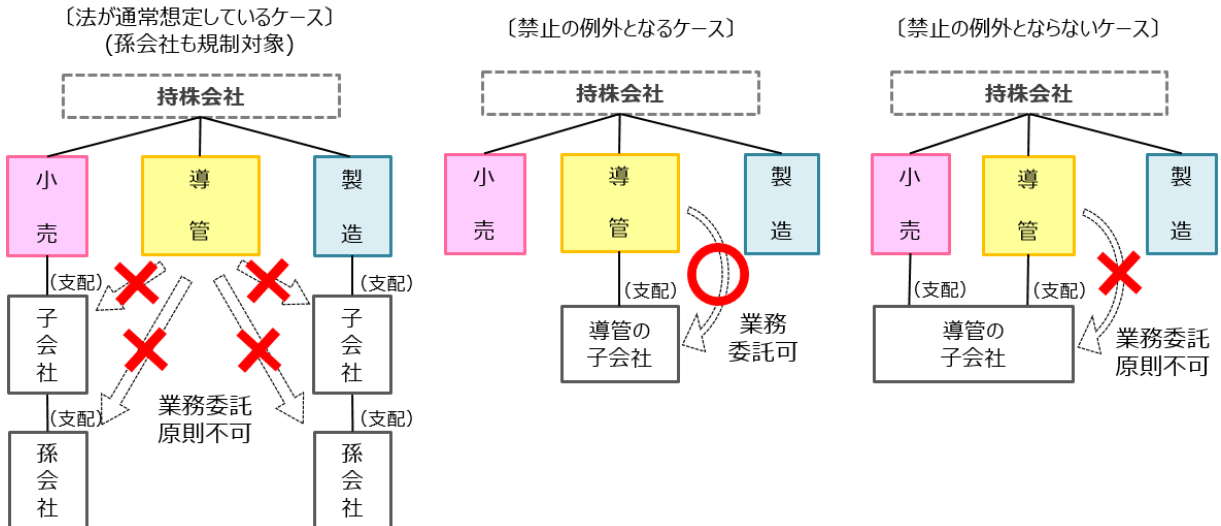 〔法が通常想定しているケース〕
(孫会社も規制対象)
持株会社
小売
導管
製造
(支配)
(支配)
子会社
子会社
(支配)
(支配)
業務委託
原則不可
孫会社
孫会社
〔禁止の例外となるケース〕
持株会社
小売
導管
製造
(支配)
導管の
子会社
業務
委託可
〔禁止の例外とならないケース〕
持株会社
小売
導管
製造
(支配)
(支配)
導管の
子会社
業務委託
原則不可